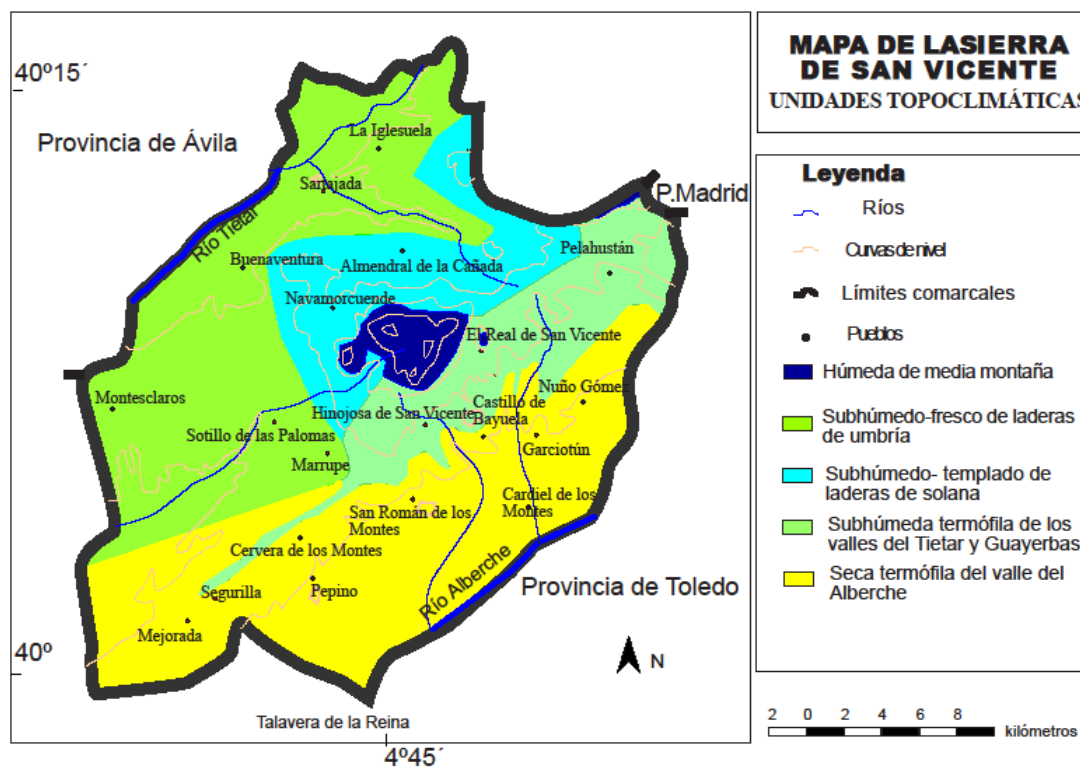 MAPA DE LASIERRA
DE SAN VICENTE
UNIDADES TOPOCLIMÁTICAS
40º15´
Provincia de Ávila
La Iglesuela
Sartajada
P.Madrid
Río Tietar
Pelahustán
Buenaventura
Almendral de la Cañada
Navamorcuende
El Real de San Vicente
Nuño Gómez
Montesclaros
Castillo de
Bayuela
Hinojosa de San Vicente
Sotillo de las Palomas
Garciotún
Marrupe
Cardiel de los
Montes
San Román de los
Montes
Cervera de los Montes
Río Alberche
Provincia de Toledo
Segurilla
Pepino
Mejorada
40º
N
Talavera de la Reina
4º45´
Leyenda
Ríos
Curvas de nivel
Límites comarcales
Pueblos
Húmeda de media montaña
Subhúmedo-fresco de laderas
de umbría
Subhúmedo- templado de
laderas de solana
Subhúmeda termófila de los
valles del Tietar y Guayerbas
Seca termófila del valle del
Alberche
2 0 2 4 6 8
kilómetros